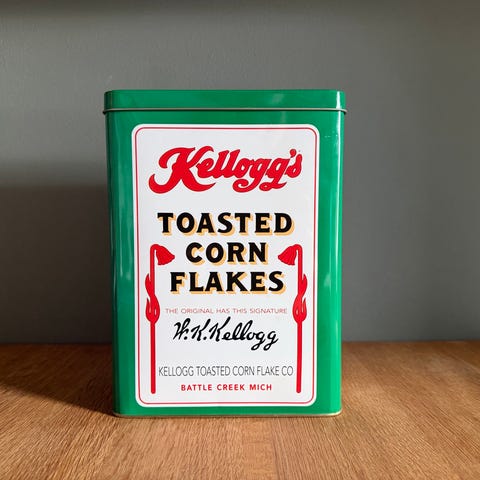 Kellogg's
TOASTED
CORN
FLAKES
THE ORIGINAL HAS THIS SIGNATURE
W.K.Kellogg
KELLOGG TOASTED CORN FLAKE CO
BATTLE CREEK MICH